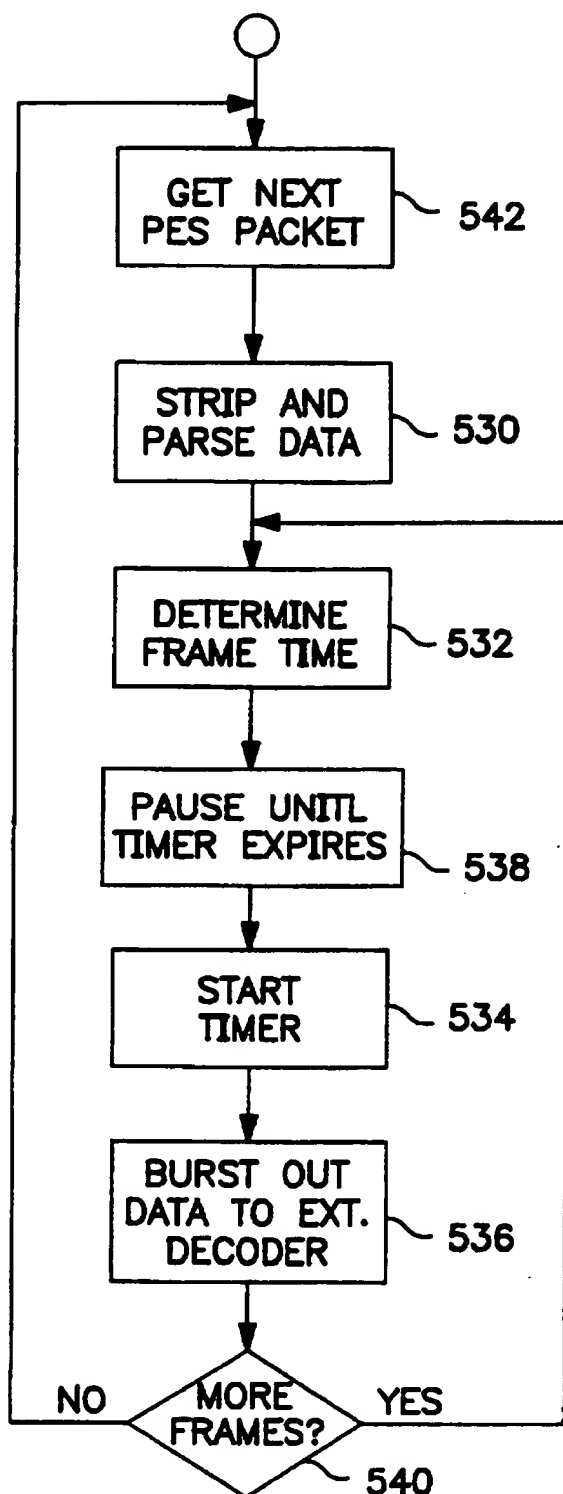 GET NEXT
PES PACKET
542
STRIP AND
PARSE DATA
530
DETERMINE
FRAME TIME
532
PAUSE UNITL
TIMER EXPIRES
538
START
TIMER
534
BURST OUT
DATA TO EXT.
DECODER
536
NO
MORE
FRAMES?
YES
540